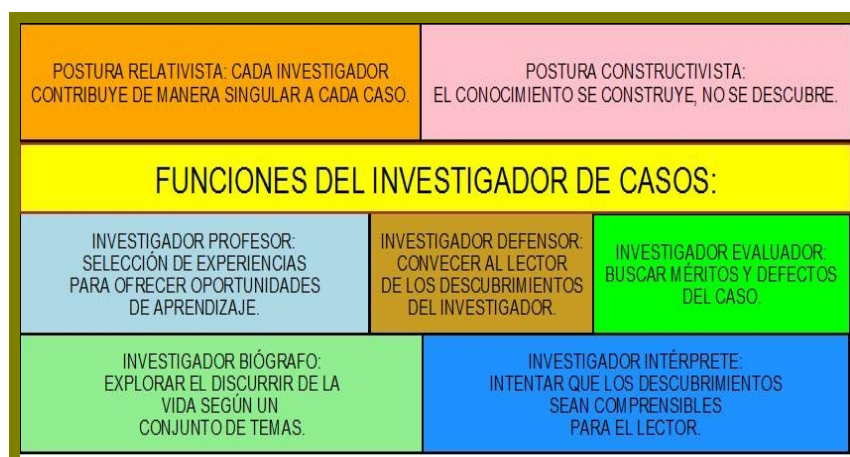 POSTURA RELATIVISTA: CADA INVESTIGADOR
CONTRIBUYE DE MANERA SINGULAR A CADA CASO.
POSTURA CONSTRUCTIVISTA:
EL CONOCIMIENTO SE CONSTRUYE, NO SE DESCUBRE.
FUNCIONES DEL INVESTIGADOR DE CASOS:
INVESTIGADOR PROFESOR:
SELECCIÓN DE EXPERIENCIAS
PARA OFRECER OPORTUNIDADES
DE APRENDIZAJE.
INVESTIGADOR DEFENSOR:
CONVECER AL LECTOR
DE LOS DESCUBRIMIENTOS
DEL INVESTIGADOR.
INVESTIGADOR EVALUADOR:
BUSCAR MÉRITOS Y DEFECTOS
DEL CASO.
INVESTIGADOR BIÓGRAFO:
EXPLORAR EL DISCURRIR DE LA
VIDA SEGÚN UN
CONJUNTO DE TEMAS.
INVESTIGADOR INTÉRPRETE:
INTENTAR QUE LOS DESCUBRIMIENTOS
SEAN COMPRENSIBLES
PARA EL LECTOR.